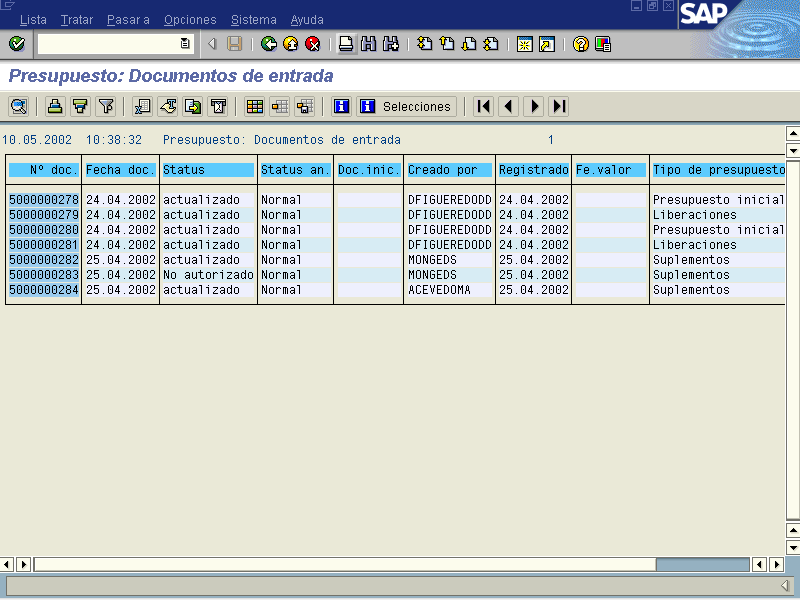 Lista Tratar Pasar a Opciones Sistema Ayuda
SAP
Presupuesto: Documentos de entrada
Selecciones
10.05.2002 10:38:32 Presupuesto: Documentos de entrada 1
Nº doc. Fecha doc. Status Status an. Doc.inic. Creado por Registrado Fe.valor Tipo de presupuesto
5000000278 24.04.2002 actualizado Normal DFIGUEREDODD 24.04.2002 Presupuesto inicial
5000000279 24.04.2002 actualizado Normal DFIGUEREDODD 24.04.2002 Liberaciones
5000000280 24.04.2002 actualizado Normal DFIGUEREDODD 24.04.2002 Presupuesto inicial
5000000281 24.04.2002 actualizado Normal DFIGUEREDODD 24.04.2002 Liberaciones
5000000282 25.04.2002 actualizado Normal MONGEDS 25.04.2002 Suplementos
5000000283 25.04.2002 No autorizado Normal MONGEDS 25.04.2002 Suplementos
5000000284 25.04.2002 actualizado Normal ACEVEDOMA 25.04.2002 Suplementos